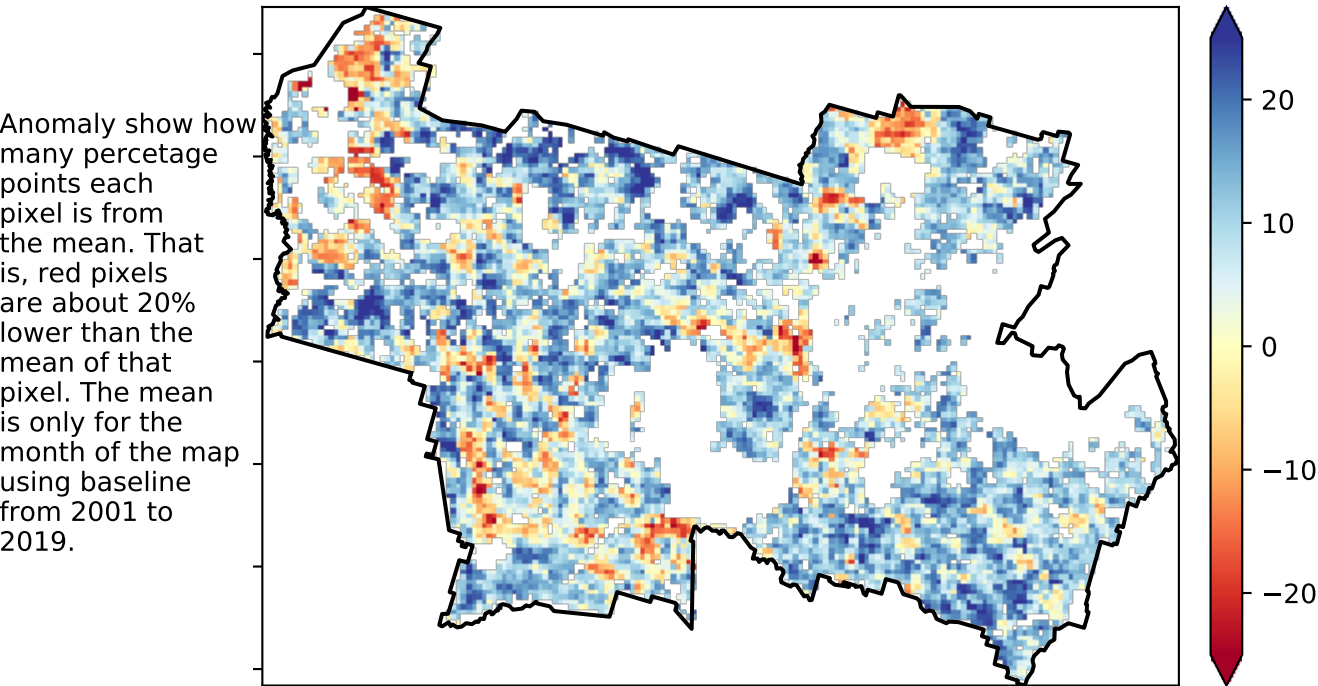 Anomaly show how
many percetage
points each
pixel is from
the mean. That
is, red pixels
are about 20%
lower than the
mean of that
pixel. The mean
is only for the
month of the map
using baseline
from 2001 to
2019.
20
10
0
−10
−20